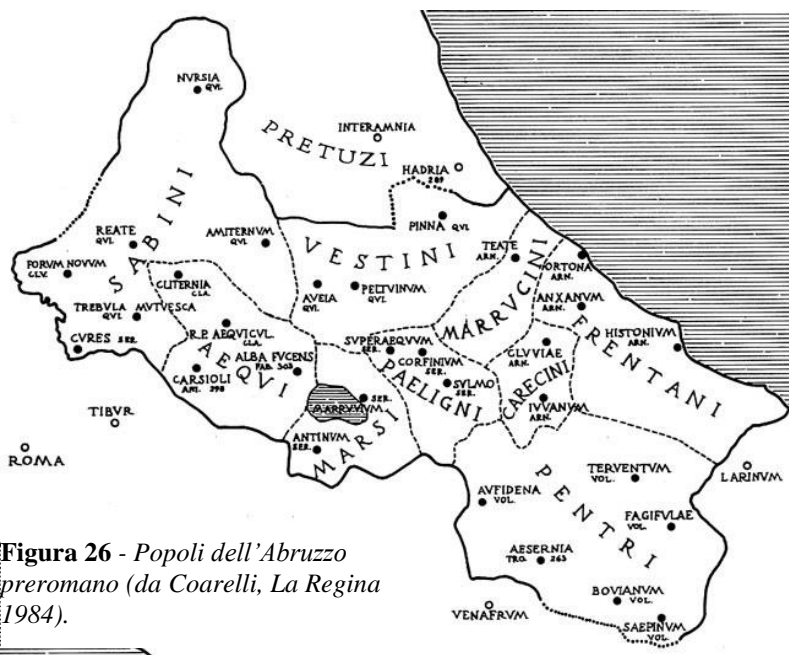 NVRSIA
QVI.
PRETUZI
INTERAMNIA
HADRIA
289
SABINI
REATE
QVI.
AMITERNVM
QVI.
FORVM NOVVM
CLV.
CLITERNIA
CLA.
TREBVLA MVTVESCA
QVI.
CVRES SER.
R.P. AEQVICVL.
CLA.
AEQVI
ALBA FVCENS
FAB. 303
CARSIOLI
ANI. 298
TIBVR
ROMA
VESTINI
PINNA QVI.
AVEIA
QVI.
PELTVINVM
QVI.
TEATE
ARN.
MARRVCINI
ORTONA
ARN.
ANXANVM
ARN.
FRENTANI
HISTONIVM
ARN.
SVPERAEQVVM
SER.
CORFINIVM
SER.
SVLMO
SER.
PAELIGNI
CLVVIAE
ARN.
CARECINI
IVVANVM
ARN.
SER.
MARRVVIVM
ANTINVM
SER.
MARSI
PENTRI
TERVENTVM
VOL.
LARINVM
AVFIDENA
VOL.
FAGIFVLAE
VOL.
AESERNIA
TRO. 263
BOVIANVM
VOL.
VENAFRVM
SAEPINVM
VOL.
Figura 26 - Popoli dell'Abruzzo
preromano (da Coarelli, La Regina
1984).